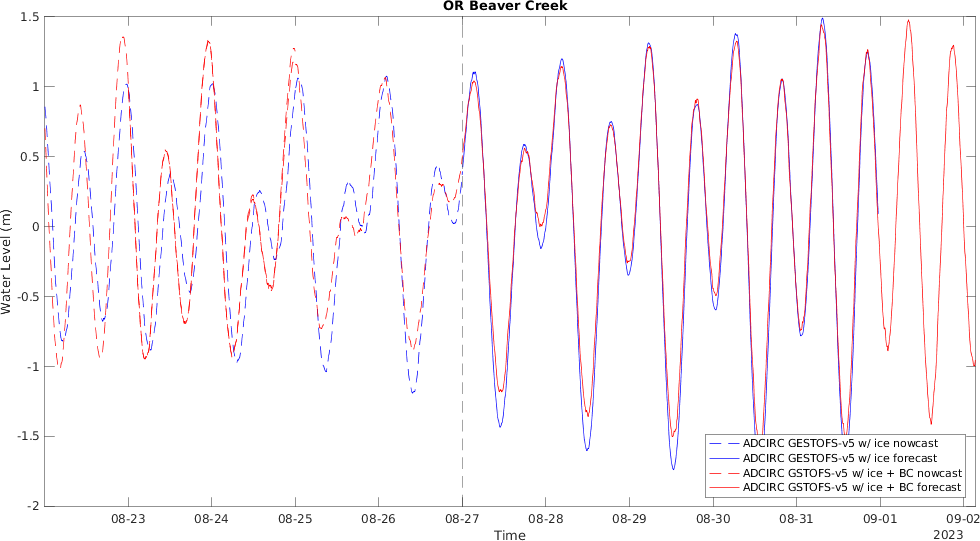 OR Beaver Creek
1.5
1
0.5
0
-0.5
-1
-1.5
-2
Water Level (m)
ADCIRC GESTOFS-v5 w/ ice nowcast
ADCIRC GESTOFS-v5 w/ ice forecast
ADCIRC GSTOFS-v5 w/ ice + BC nowcast
ADCIRC GSTOFS-v5 w/ ice + BC forecast
08-23 08-24 08-25 08-26 08-27 08-28 08-29 08-30 08-31 09-01 09-02
Time
2023